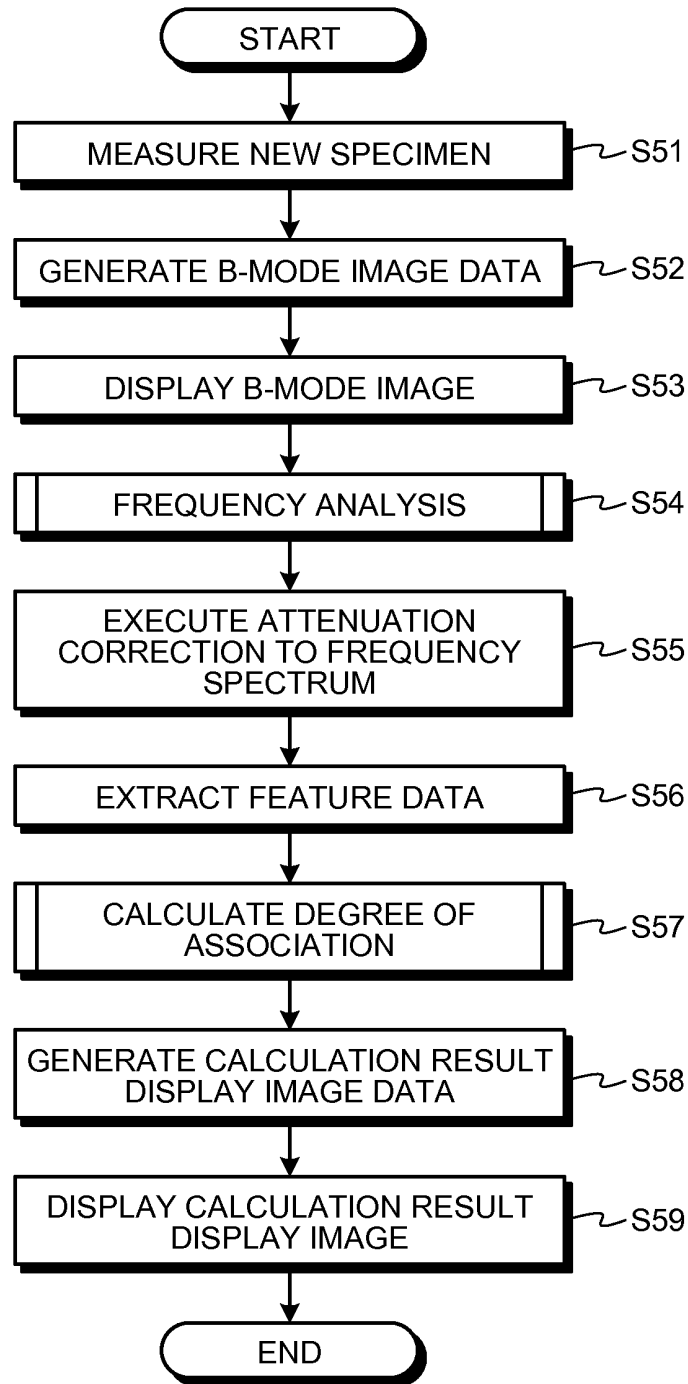 START
MEASURE NEW SPECIMEN
S51
GENERATE B-MODE IMAGE DATA
S52
DISPLAY B-MODE IMAGE
S53
FREQUENCY ANALYSIS
S54
EXECUTE ATTENUATION
CORRECTION TO FREQUENCY
SPECTRUM
S55
EXTRACT FEATURE DATA
S56
CALCULATE DEGREE OF
ASSOCIATION
S57
GENERATE CALCULATION RESULT
DISPLAY IMAGE DATA
S58
DISPLAY CALCULATION RESULT
DISPLAY IMAGE
S59
END